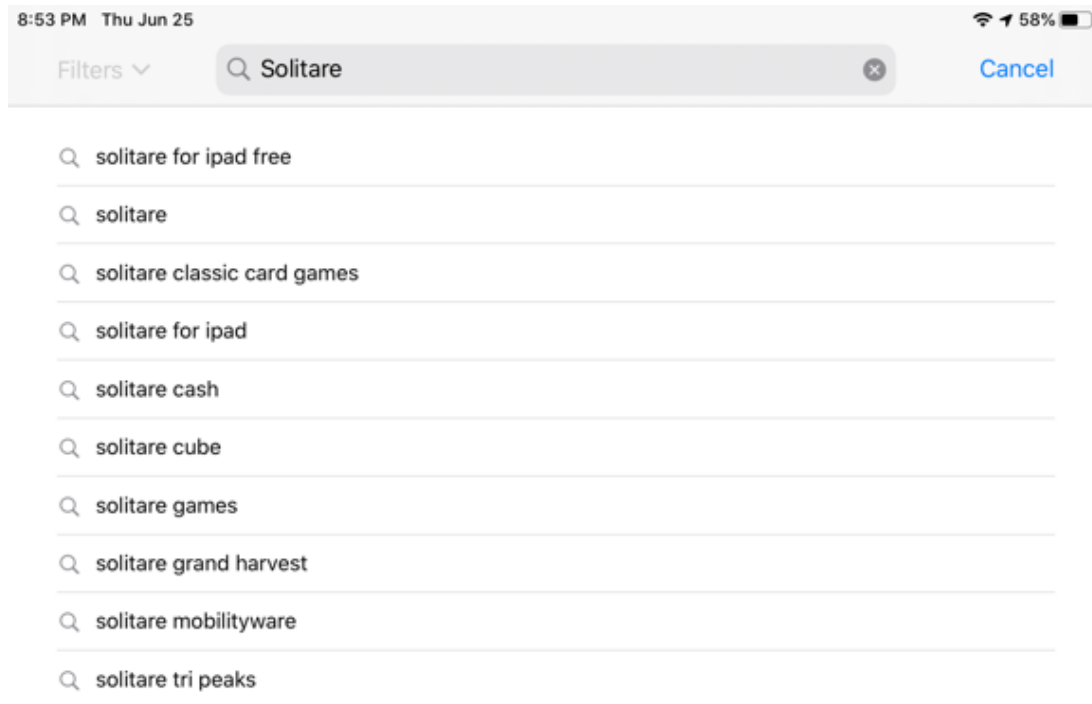 8:53 PM Thu Jun 25 58%
Filters Solitare Cancel
solitare for ipad free
solitare
solitare classic card games
solitare for ipad
solitare cash
solitare cube
solitare games
solitare grand harvest
solitare mobilityware
solitare tri peaks